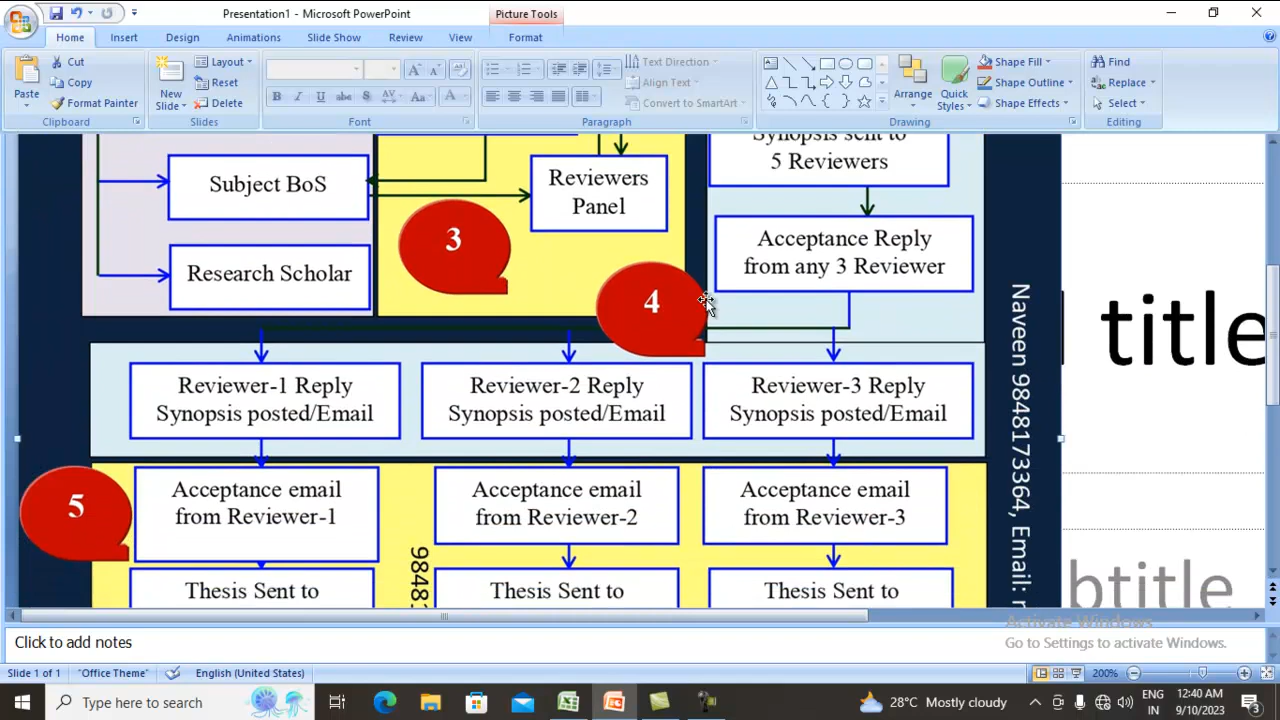 Presentation1 - Microsoft PowerPoint
Picture Tools
Home
Insert
Design
Animations
Slide Show
Review
View
Format
Paste
Cut
Copy
Format Painter
Clipboard
New
Slide
Layout
Reset
Delete
Slides
B I U abc S AV Aa A
Font
Text Direction
Align Text
Convert to SmartArt
Paragraph
Arrange
Quick
Styles
Shape Fill
Shape Outline
Shape Effects
Drawing
Find
Replace
Select
Editing
Synopsis sent to
5 Reviewers
Subject BoS
Reviewers
Panel
Acceptance Reply
from any 3 Reviewer
3
Research Scholar
4
Reviewer-1 Reply
Synopsis posted/Email
Reviewer-2 Reply
Synopsis posted/Email
Reviewer-3 Reply
Synopsis posted/Email
5
Acceptance email
from Reviewer-1
Acceptance email
from Reviewer-2
Acceptance email
from Reviewer-3
Thesis Sent to
Thesis Sent to
Thesis Sent to
Naveen 9848173364, Email:
title
btitle
Activate Windows
Go to Settings to activate Windows.
Click to add notes
Slide 1 of 1
"Office Theme"
English (United States)
200%
Type here to search
28°C Mostly cloudy
ENG
IN
12:40 AM
9/10/2023
3